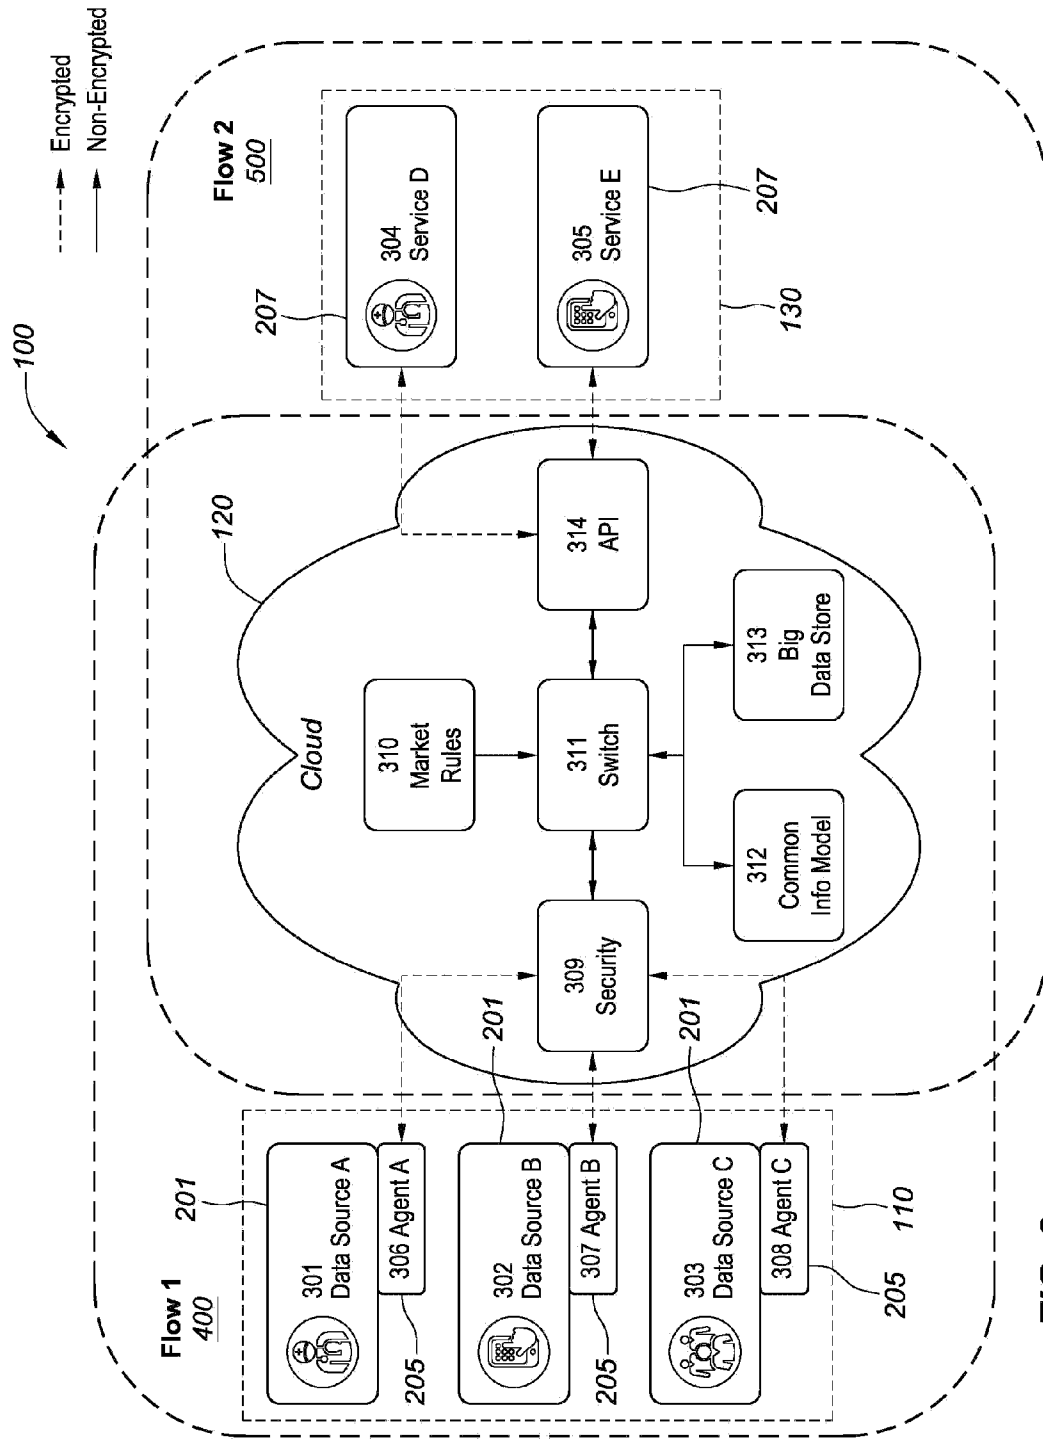 100
Encrypted
Non-Encrypted
Flow 1
400
Flow 2
500
201
301
Data Source A
306 Agent A
205
201
302
Data Source B
307 Agent B
205
201
303
Data Source C
308 Agent C
205
110
120
Cloud
309
Security
310
Market
Rules
311
Switch
312
Common
Info Model
313
Big
Data Store
314
API
207
304
Service D
305
Service E
207
130